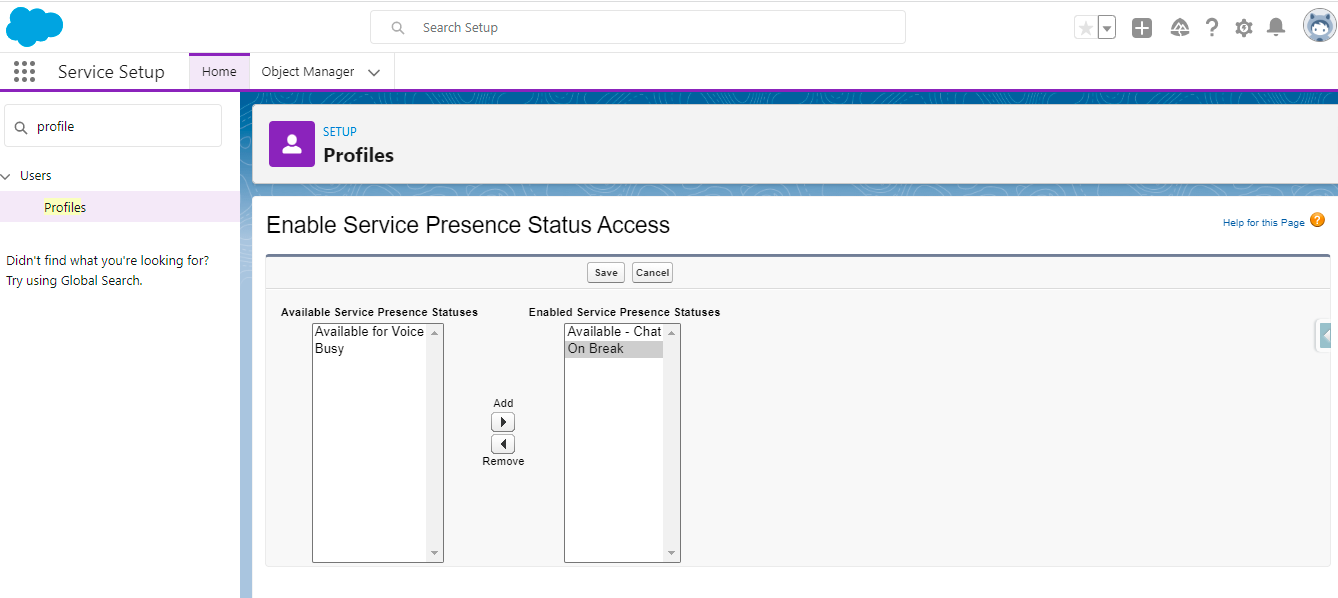 Search Setup
Service Setup
Home
Object Manager
profile
Users
Profiles
Didn't find what you're looking for?
Try using Global Search.
SETUP
Profiles
Enable Service Presence Status Access
Help for this Page ?
Save Cancel
Available Service Presence Statuses
Available for Voice
Busy
Add
Remove
Enabled Service Presence Statuses
Available - Chat
On Break